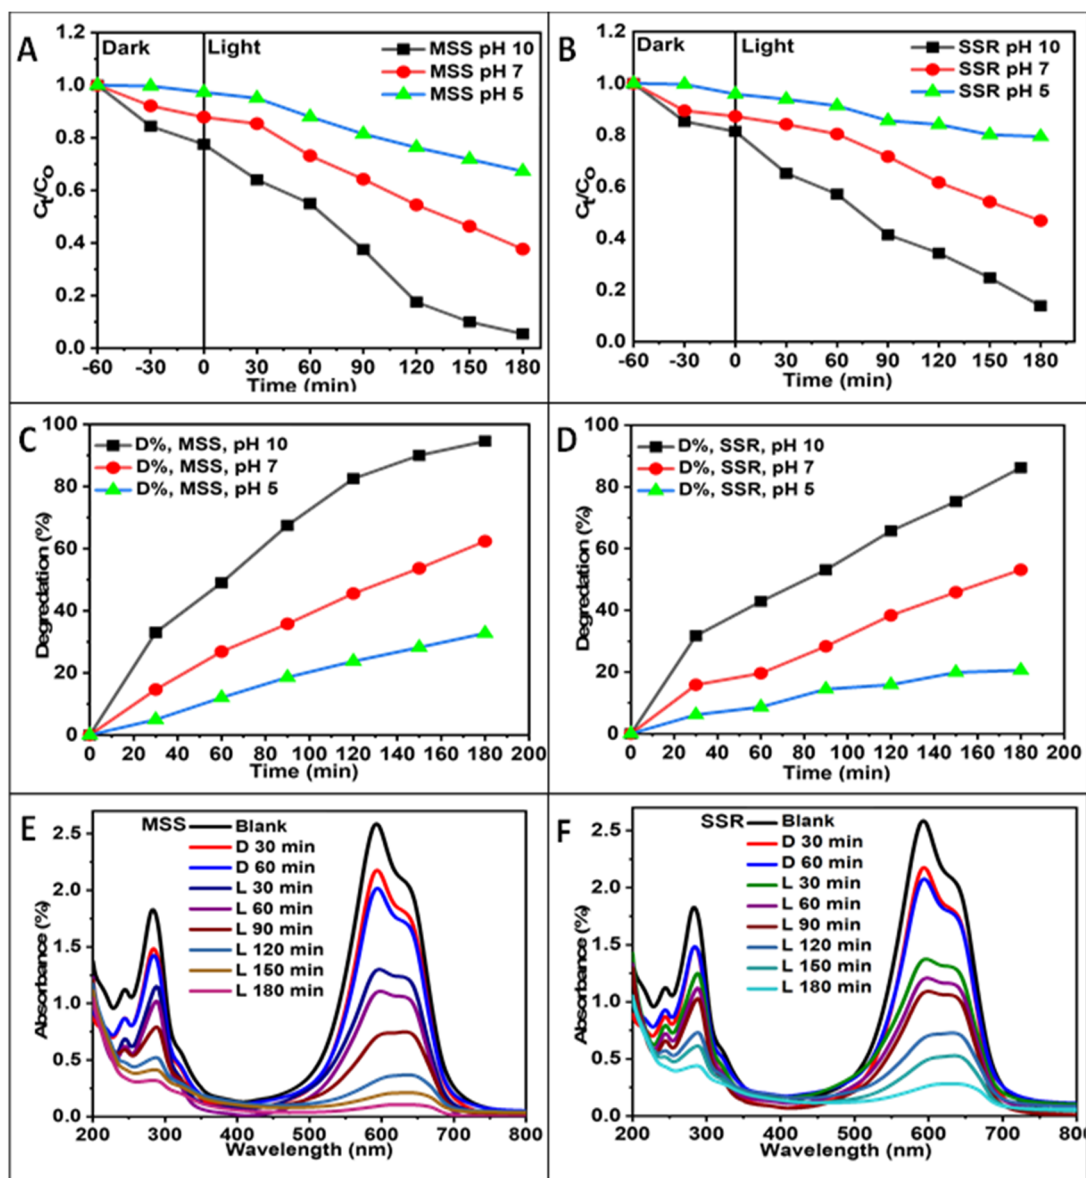 A
Dark
Light
MSS pH 10
MSS pH 7
MSS pH 5
1.2
1.0
0.8
0.6
0.4
0.2
0.0
Ct/Co
-60 -30 0 30 60 90 120 150 180
Time (min)
B
Dark
Light
SSR pH 10
SSR pH 7
SSR pH 5
1.2
1.0
0.8
0.6
0.4
0.2
0.0
Ct/Co
-60 -30 0 30 60 90 120 150 180
Time (min)
C
D%, MSS, pH 10
D%, MSS, pH 7
D%, MSS, pH 5
100
80
60
40
20
0
Degredation (%)
0 20 40 60 80 100 120 140 160 180 200
Time (min)
D
D%, SSR, pH 10
D%, SSR, pH 7
D%, SSR, pH 5
100
80
60
40
20
0
Degredation (%)
0 20 40 60 80 100 120 140 160 180 200
Time (min)
E
MSS
Blank
D 30 min
D 60 min
L 30 min
L 60 min
L 90 min
L 120 min
L 150 min
L 180 min
2.5
2.0
1.5
1.0
0.5
0.0
Absorbance (%)
200 300 400 500 600 700 800
Wavelength (nm)
F
SSR
Blank
D 30 min
D 60 min
L 30 min
L 60 min
L 90 min
L 120 min
L 150 min
L 180 min
2.5
2.0
1.5
1.0
0.5
0.0
Absorbance (%)
200 300 400 500 600 700 800
Wavelength (nm)